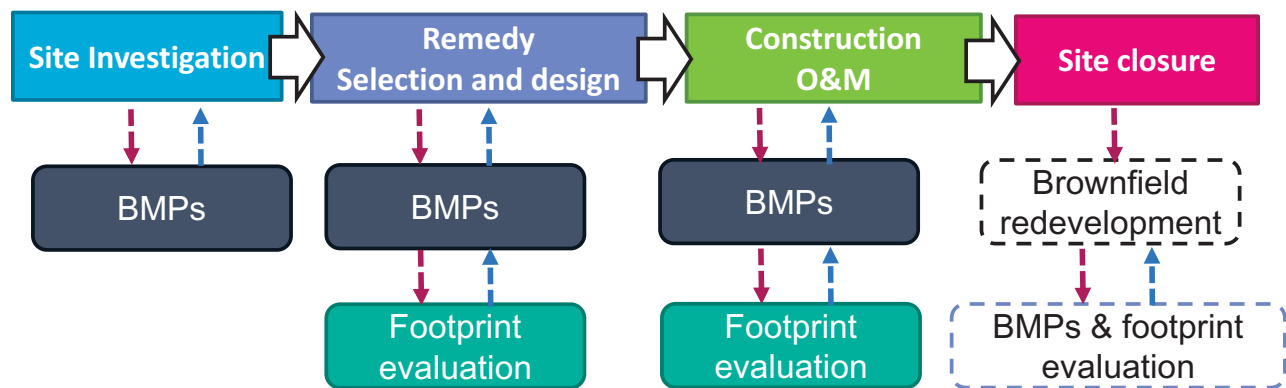 Site Investigation
Remedy
Selection and design
Construction
O&M
Site closure
BMPs
BMPs
BMPs
Brownfield
redevelopment
Footprint
evaluation
Footprint
evaluation
BMPs & footprint
evaluation